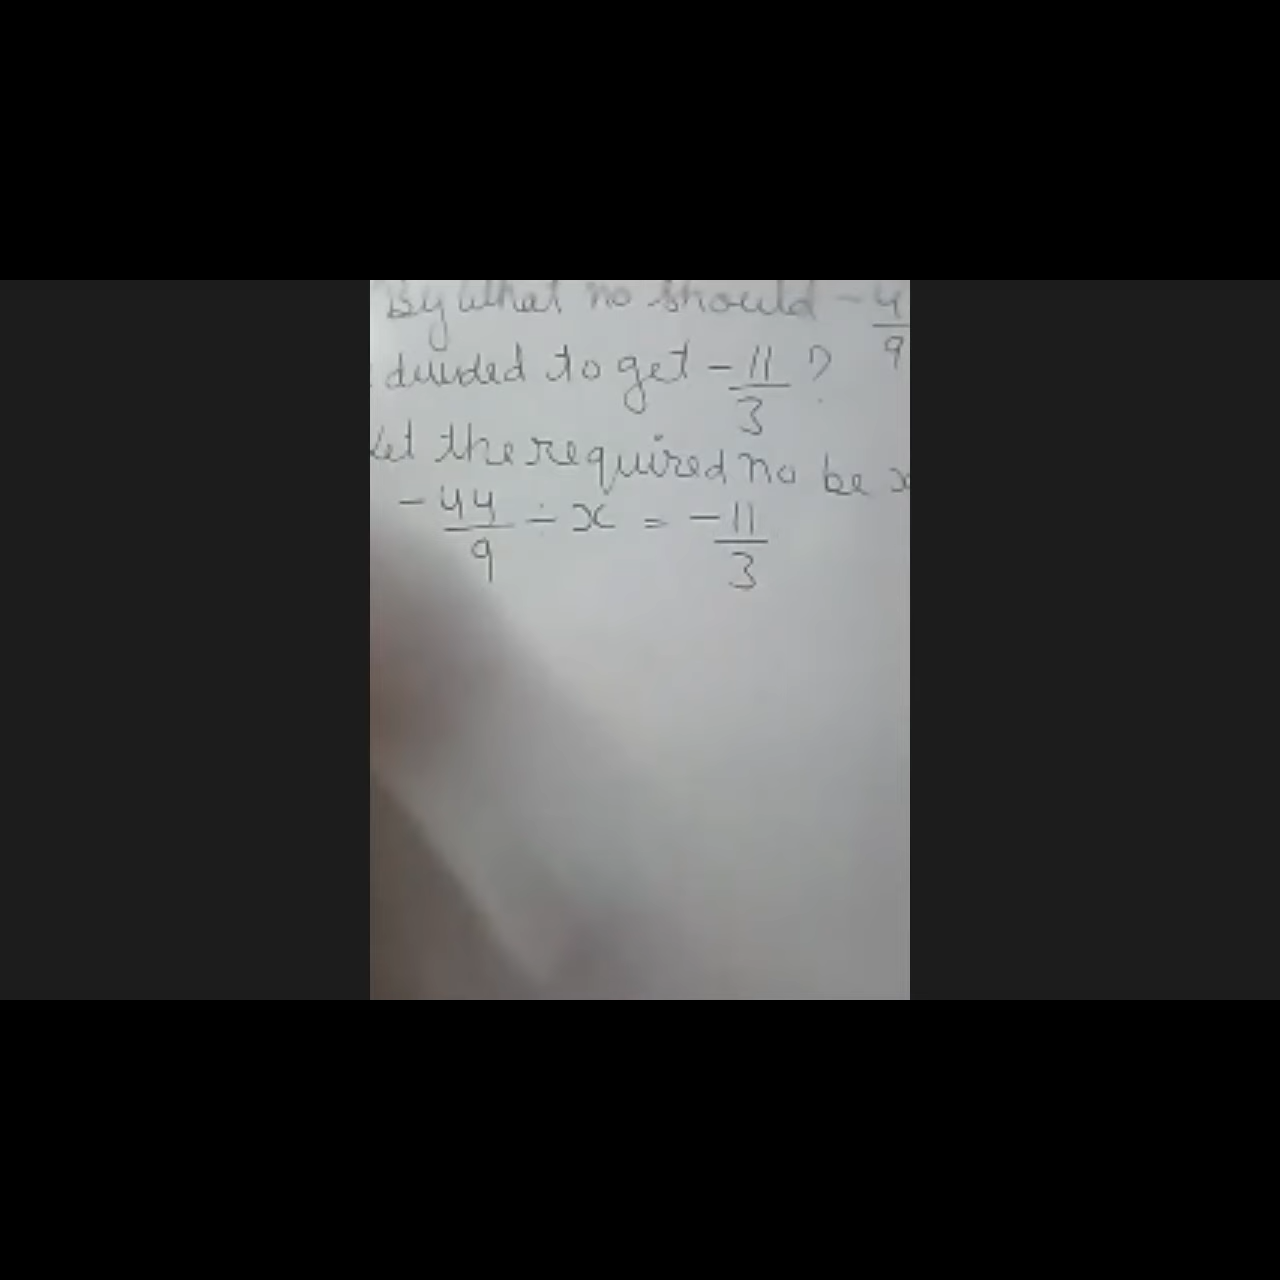 By what no should -4/9
divided to get -11/3 ?
Let the required no be x
-44/9 ÷ x = -11/3